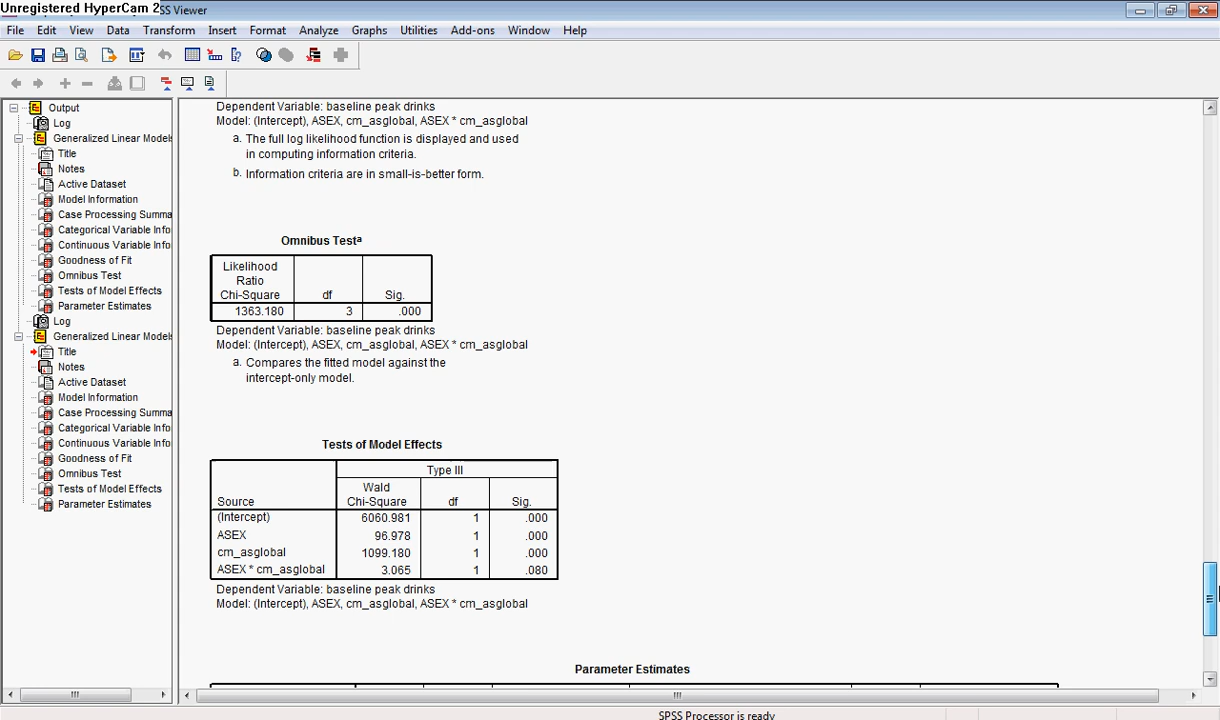 Unregistered HyperCam 2
SS Viewer
File Edit View Data Transform Insert Format Analyze Graphs Utilities Add-ons Window Help
Output
Log
Generalized Linear Models
Title
Notes
Active Dataset
Model Information
Case Processing Summa
Categorical Variable Info
Continuous Variable Info
Goodness of Fit
Omnibus Test
Tests of Model Effects
Parameter Estimates
Log
Generalized Linear Models
Title
Notes
Active Dataset
Model Information
Case Processing Summa
Categorical Variable Info
Continuous Variable Info
Goodness of Fit
Omnibus Test
Tests of Model Effects
Parameter Estimates
Dependent Variable: baseline peak drinks
Model: (Intercept), ASEX, cm_asglobal, ASEX * cm_asglobal
a. The full log likelihood function is displayed and used
in computing information criteria.
b. Information criteria are in small-is-better form.
Omnibus Testa
Likelihood
Ratio
Chi-Square df Sig.
1363.180 3 .000
Dependent Variable: baseline peak drinks
Model: (Intercept), ASEX, cm_asglobal, ASEX * cm_asglobal
a. Compares the fitted model against the
intercept-only model.
Tests of Model Effects
Type III
Wald
Source Chi-Square df Sig.
(Intercept) 6060.981 1 .000
ASEX 96.978 1 .000
cm_asglobal 1099.180 1 .000
ASEX * cm_asglobal 3.065 1 .080
Dependent Variable: baseline peak drinks
Model: (Intercept), ASEX, cm_asglobal, ASEX * cm_asglobal
Parameter Estimates
SPSS Processor is ready